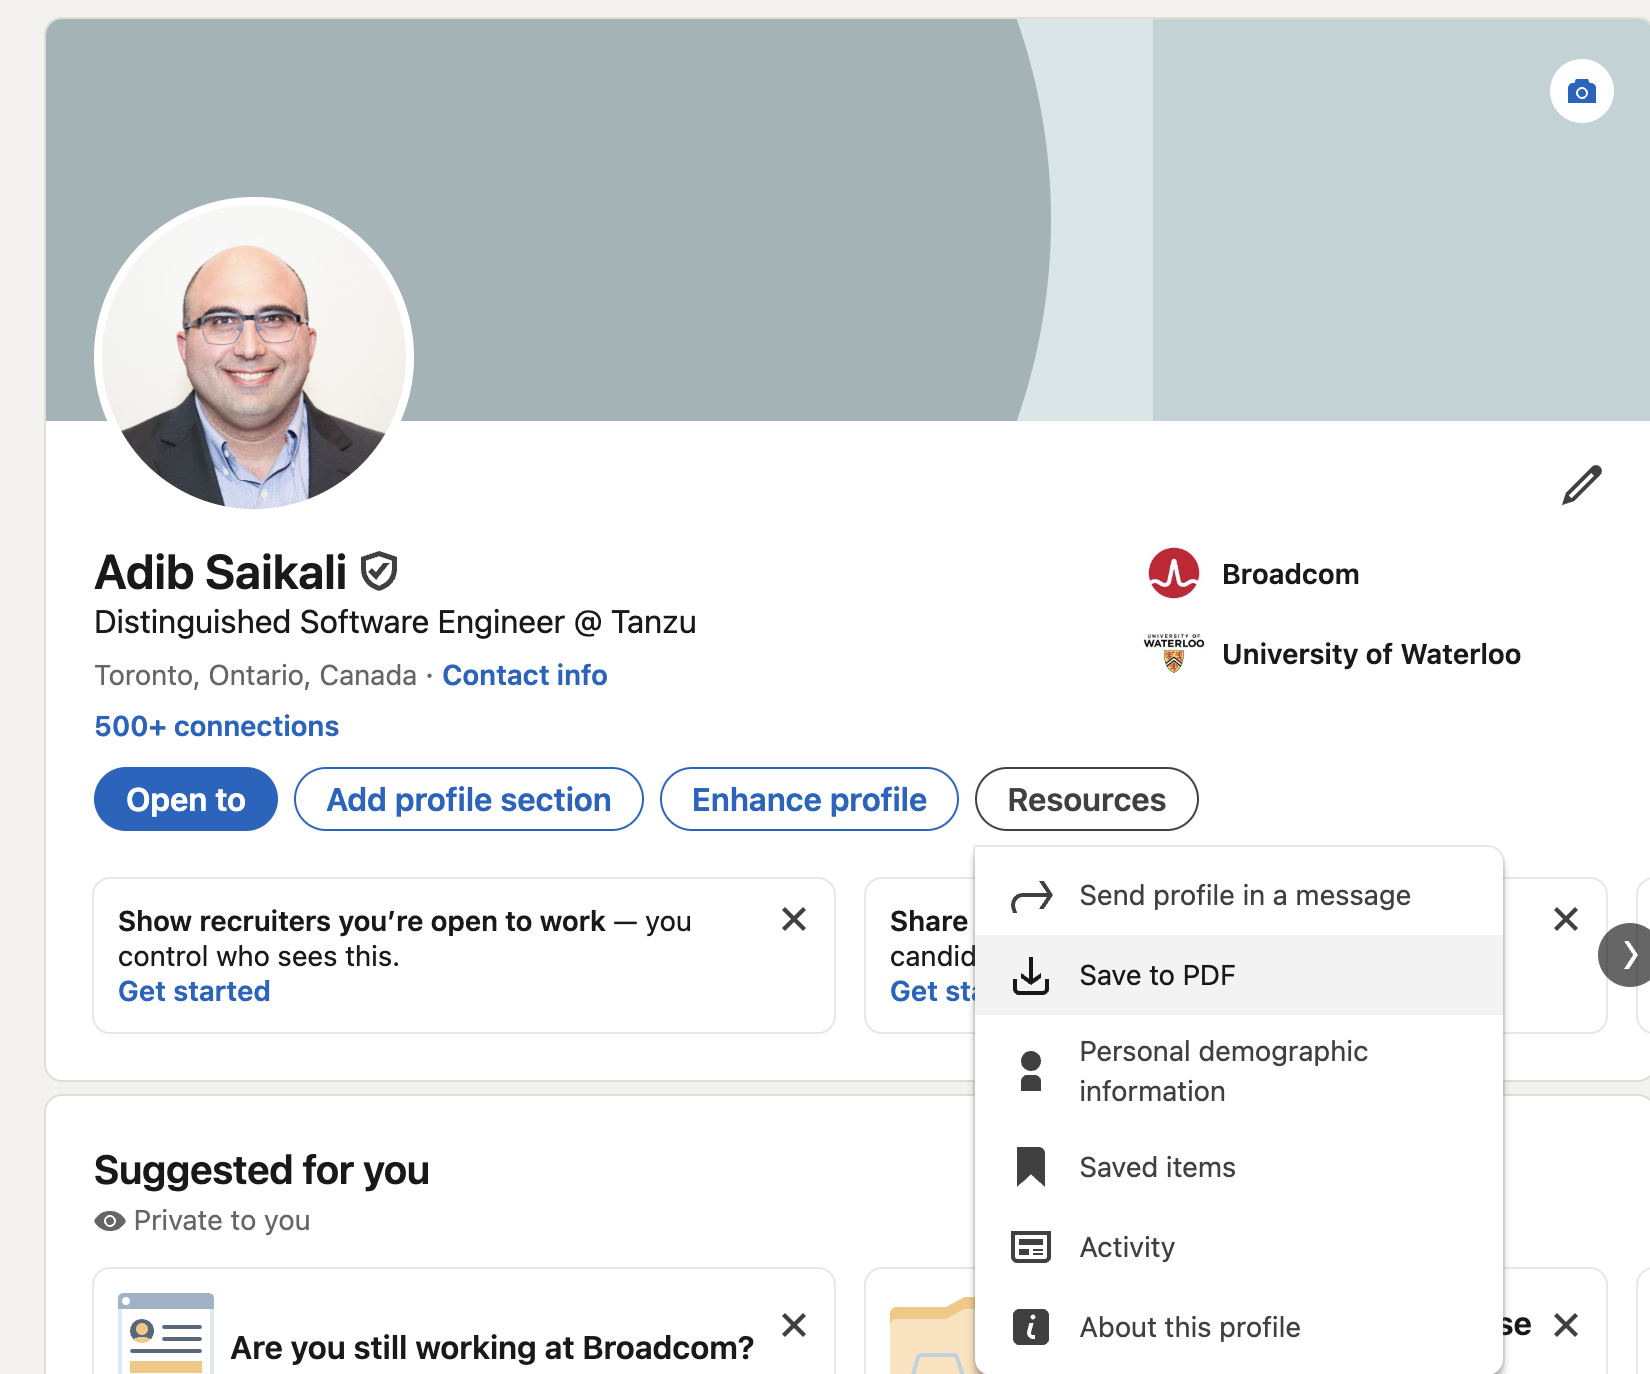 Adib Saikali
Distinguished Software Engineer @ Tanzu
Toronto, Ontario, Canada · Contact info
500+ connections
Broadcom
UNIVERSITY OF
WATERLOO
University of Waterloo
Open to
Add profile section
Enhance profile
Resources
Show recruiters you’re open to work — you
control who sees this.
Get started
Share
Get
Send profile in a message
Save to PDF
Personal demographic
information
Saved items
Activity
About this profile
Suggested for you
Private to you
Are you still working at Broadcom?